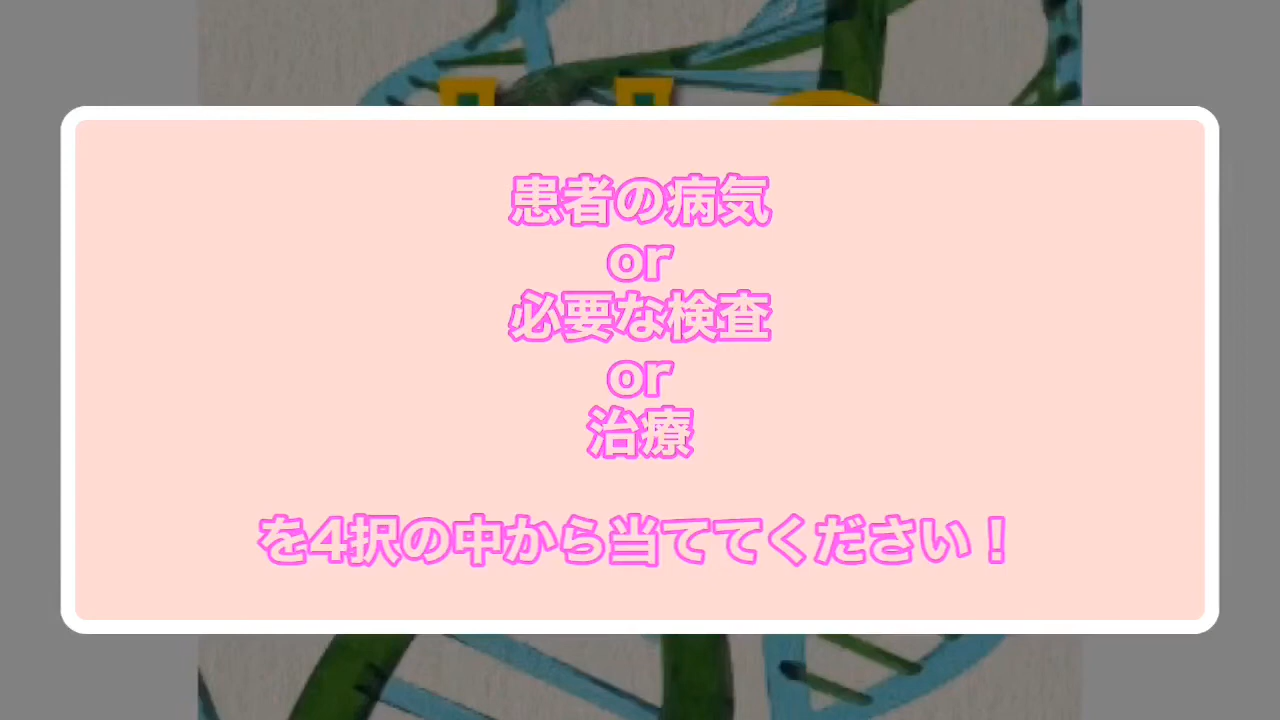 患者の病気
or
必要な検査
or
治療
を4択の中から当ててください！